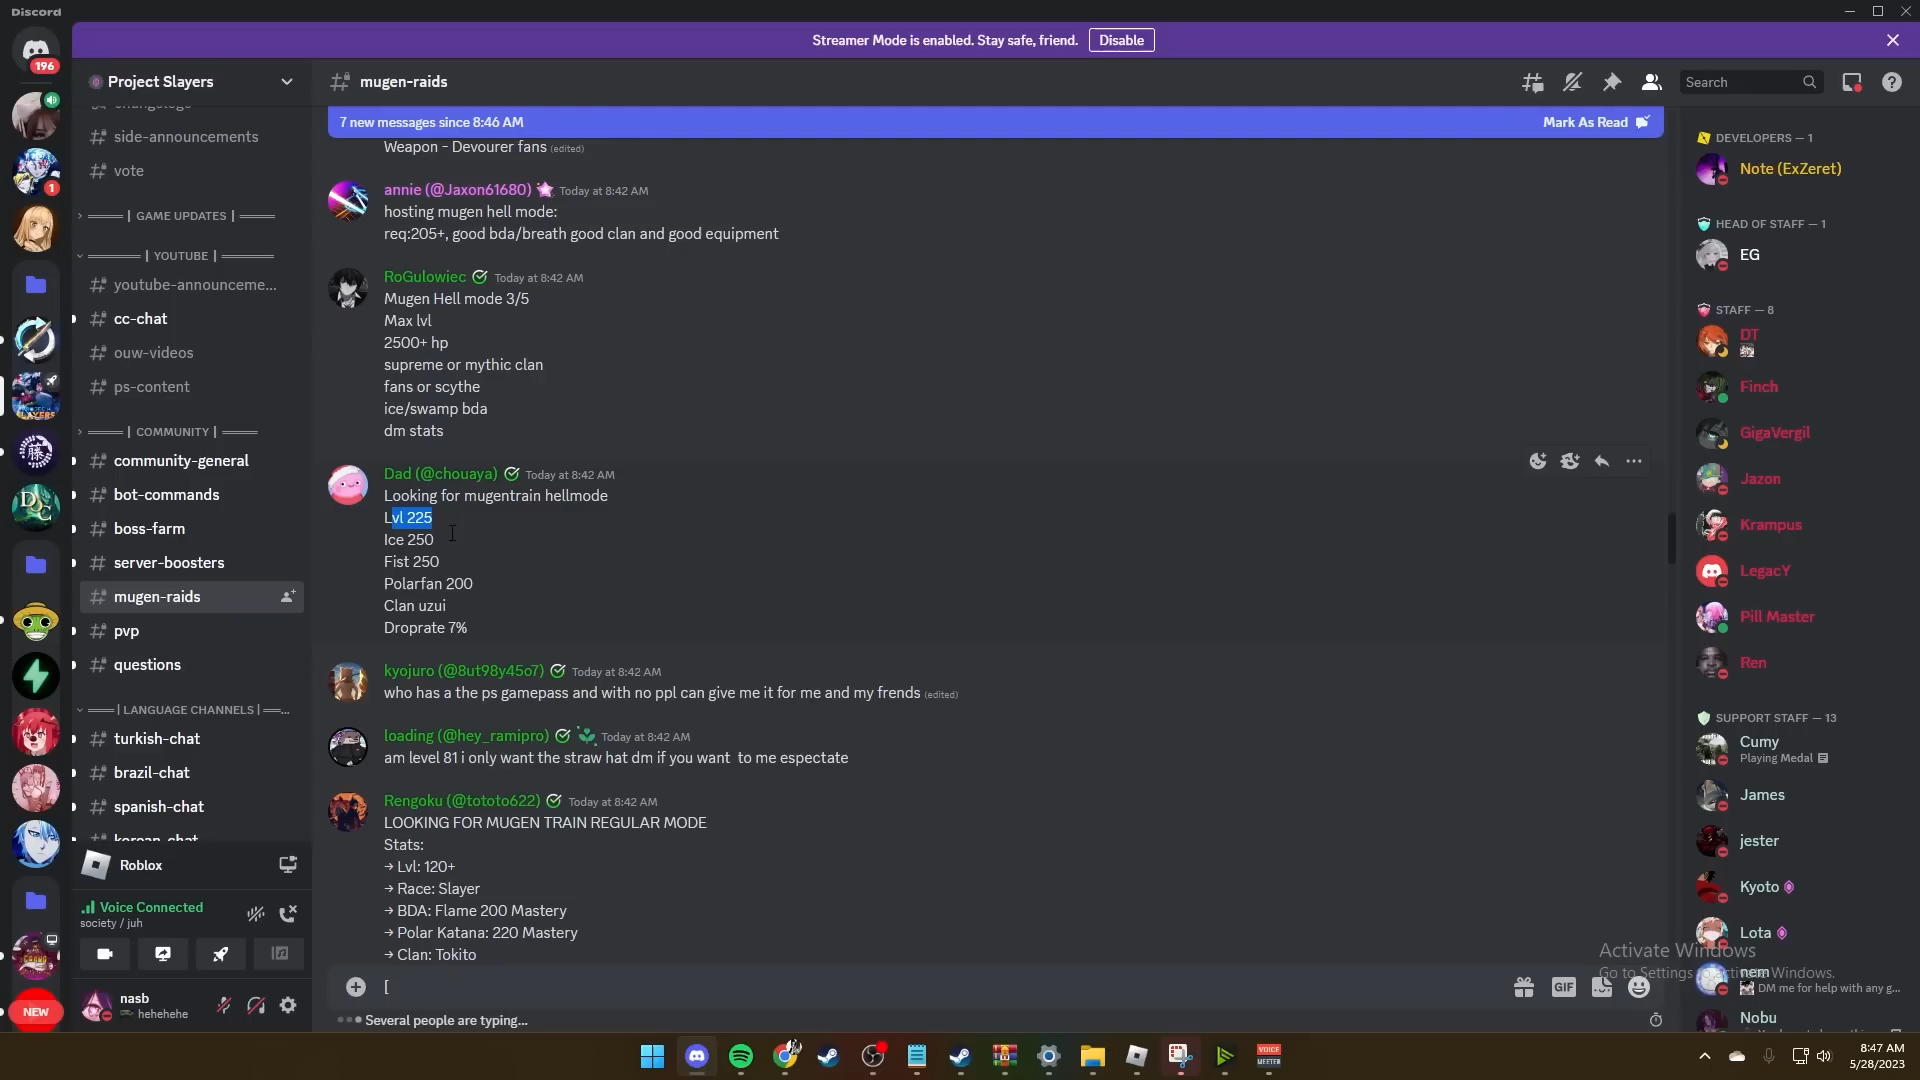 Discord
Streamer Mode is enabled. Stay safe, friend. Disable
196
1
NEW
Project Slayers
side-announcements
vote
| GAME UPDATES |
| YOUTUBE |
youtube-announceme...
cc-chat
ouw-videos
ps-content
| COMMUNITY |
community-general
bot-commands
boss-farm
server-boosters
mugen-raids
pvp
questions
| LANGUAGE CHANNELS |
turkish-chat
brazil-chat
spanish-chat
korean-chat
Roblox
Voice Connected
society / juh
nasb
hehehehe
mugen-raids
Search
7 new messages since 8:46 AM Mark As Read
Weapon - Devourer fans (edited)
annie (@Jaxon61680) Today at 8:42 AM
hosting mugen hell mode:
req:205+, good bda/breath good clan and good equipment
RoGulowiec Today at 8:42 AM
Mugen Hell mode 3/5
Max lvl
2500+ hp
supreme or mythic clan
fans or scythe
ice/swamp bda
dm stats
Dad (@chouaya) Today at 8:42 AM
Looking for mugentrain hellmode
Lvl 225
Ice 250
Fist 250
Polarfan 200
Clan uzui
Droprate 7%
kyojuro (@8ut98y45o7) Today at 8:42 AM
who has a the ps gamepass and with no ppl can give me it for me and my frends (edited)
loading (@hey_ramipro) Today at 8:42 AM
am level 81 i only want the straw hat dm if you want  to me espectate
Rengoku (@tototo622) Today at 8:42 AM
LOOKING FOR MUGEN TRAIN REGULAR MODE
Stats:
→ Lvl: 120+
→ Race: Slayer
→ BDA: Flame 200 Mastery
→ Polar Katana: 220 Mastery
→ Clan: Tokito
[
GIF
Several people are typing...
DEVELOPERS — 1
Note (ExZeret)
HEAD OF STAFF — 1
EG
STAFF — 8
DT
Finch
GigaVergil
Jazon
Krampus
LegacY
Pill Master
Ren
SUPPORT STAFF — 13
Cumy
Playing Medal
James
jester
Kyoto
Lota
nem
DM me for help with any g...
Nobu
Activate Windows
Go to Settings to activate Windows.
VOICE
MEETER
8:47 AM
5/28/2023